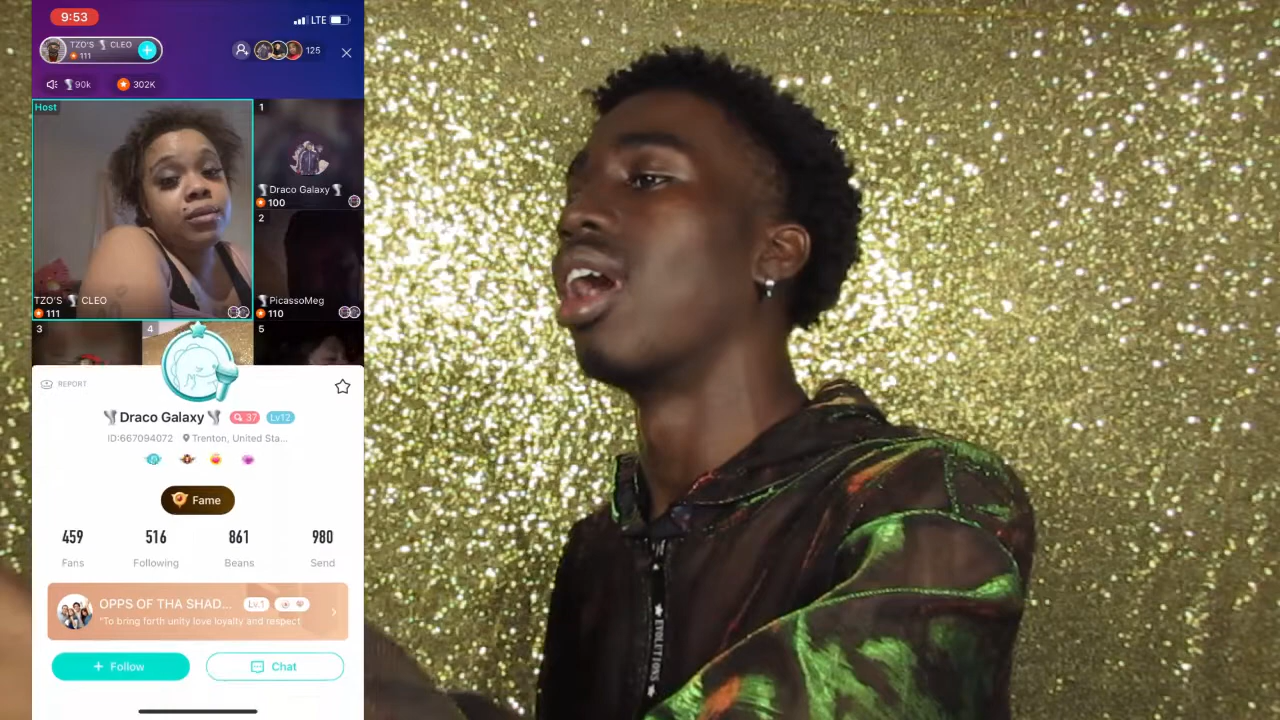 9:53
LTE
TZO'S CLEO
111
125
90k
302K
Host
1
Draco Galaxy
100
2
TZO'S CLEO
111
PicassoMeg
110
3
4
5
REPORT
Draco Galaxy
37
Lv12
ID:667094072
Trenton, United Sta...
Fame
459
516
861
980
Fans
Following
Beans
Send
OPPS OF THA SHAD...
Lv.1
"To bring forth unity love loyalty and respect
+ Follow
Chat
EVOLUTION